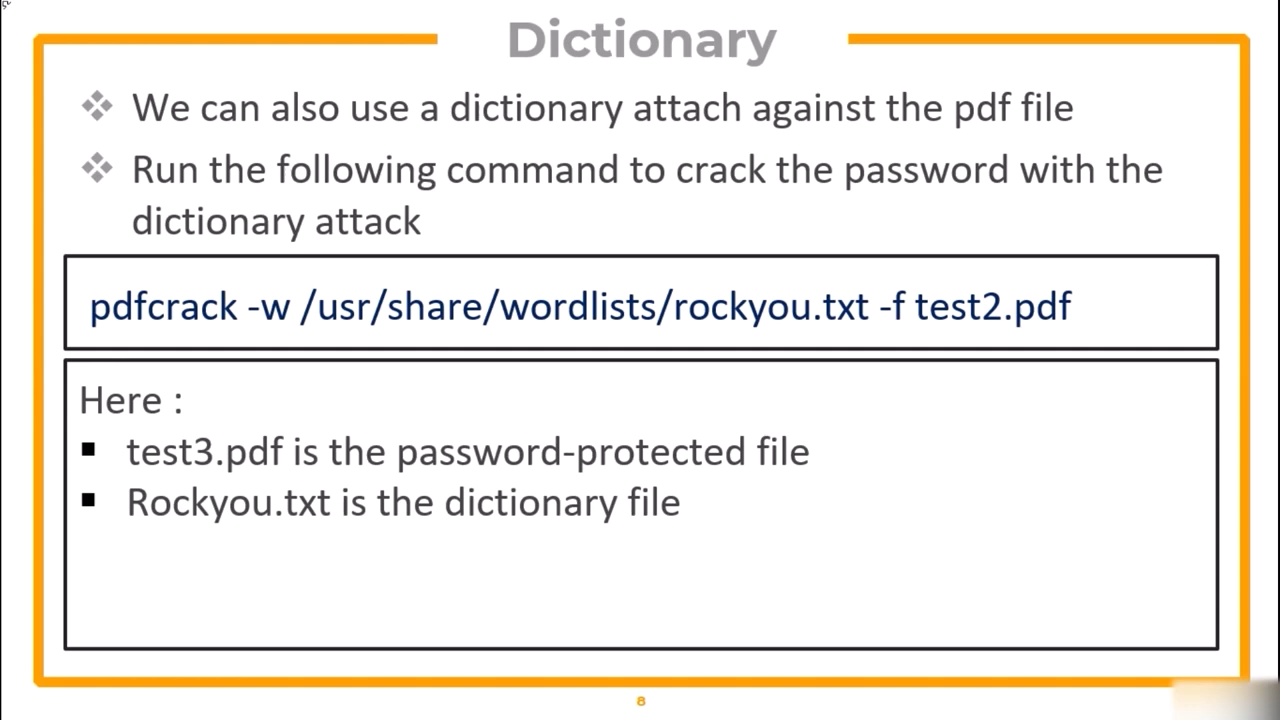 Dictionary
We can also use a dictionary attach against the pdf file
Run the following command to crack the password with the
dictionary attack
pdfcrack -w /usr/share/wordlists/rockyou.txt -f test2.pdf
Here :
test3.pdf is the password-protected file
Rockyou.txt is the dictionary file
8